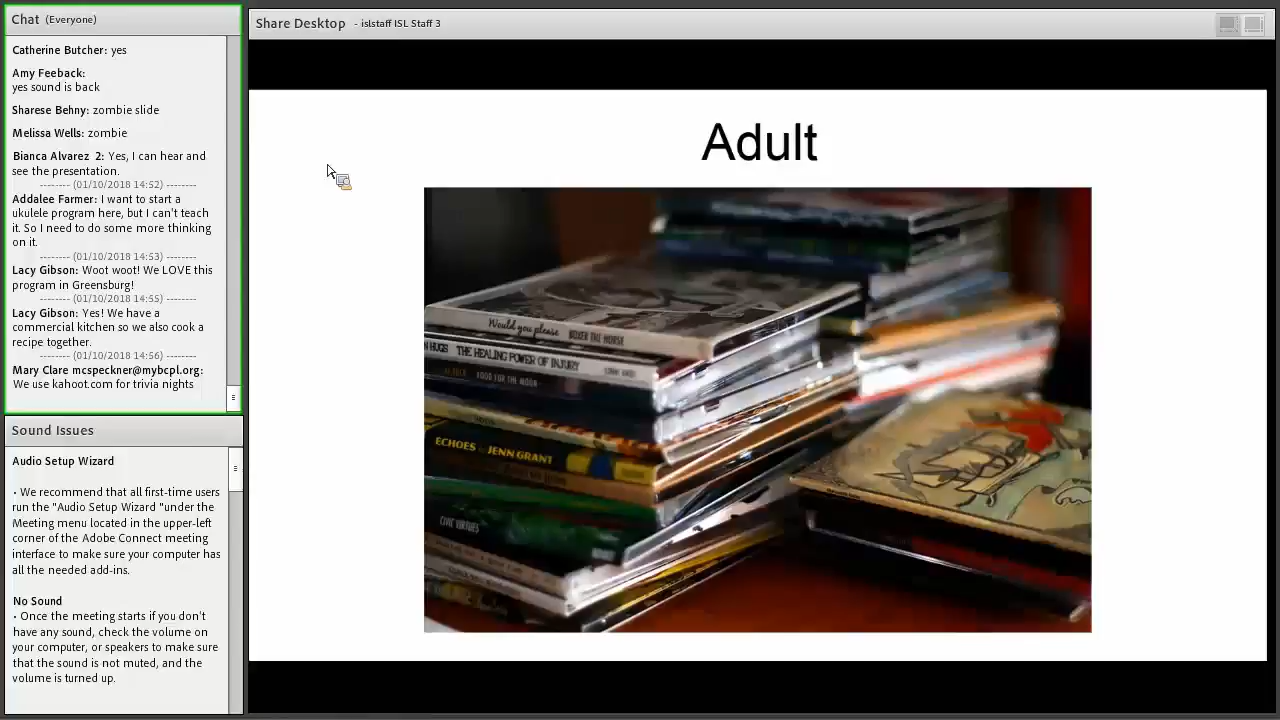 Chat (Everyone)
Catherine Butcher: yes
Amy Feeback:
yes sound is back
Sharese Behny: zombie slide
Melissa Wells: zombie
Bianca Alvarez 2: Yes, I can hear and
see the presentation.
-------- (01/10/2018 14:52) --------
Addalee Farmer: I want to start a
ukulele program here, but I can't teach
it. So I need to do some more thinking
on it.
-------- (01/10/2018 14:53) --------
Lacy Gibson: Woot woot! We LOVE this
program in Greensburg!
-------- (01/10/2018 14:55) --------
Lacy Gibson: Yes! We have a
commercial kitchen so we also cook a
recipe together.
-------- (01/10/2018 14:56) --------
Mary Clare mcspeckner@mybcpl.org:
We use kahoot.com for trivia nights
Sound Issues
Audio Setup Wizard
• We recommend that all first-time users
run the "Audio Setup Wizard "under the
Meeting menu located in the upper-left
corner of the Adobe Connect meeting
interface to make sure your computer has
all the needed add-ins.
No Sound
• Once the meeting starts if you don't
have any sound, check the volume on
your computer, or speakers to make sure
that the sound is not muted, and the
volume is turned up.
Share Desktop - islstaff ISL Staff 3
Adult
Would you please BOXER THE HORSE
N HUGS THE HEALING POWER OF INJURY
FOOD FOR THE MOON
ECHOES JENN GRANT
CIVIC VIRTUES